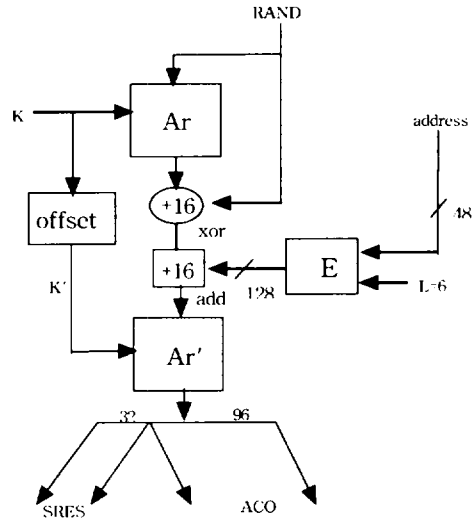 RAND
K
Ar
address
+16
48
offset
xor
+16
E
K'
128
L=6
add
Ar'
32
96
SRES
ACO